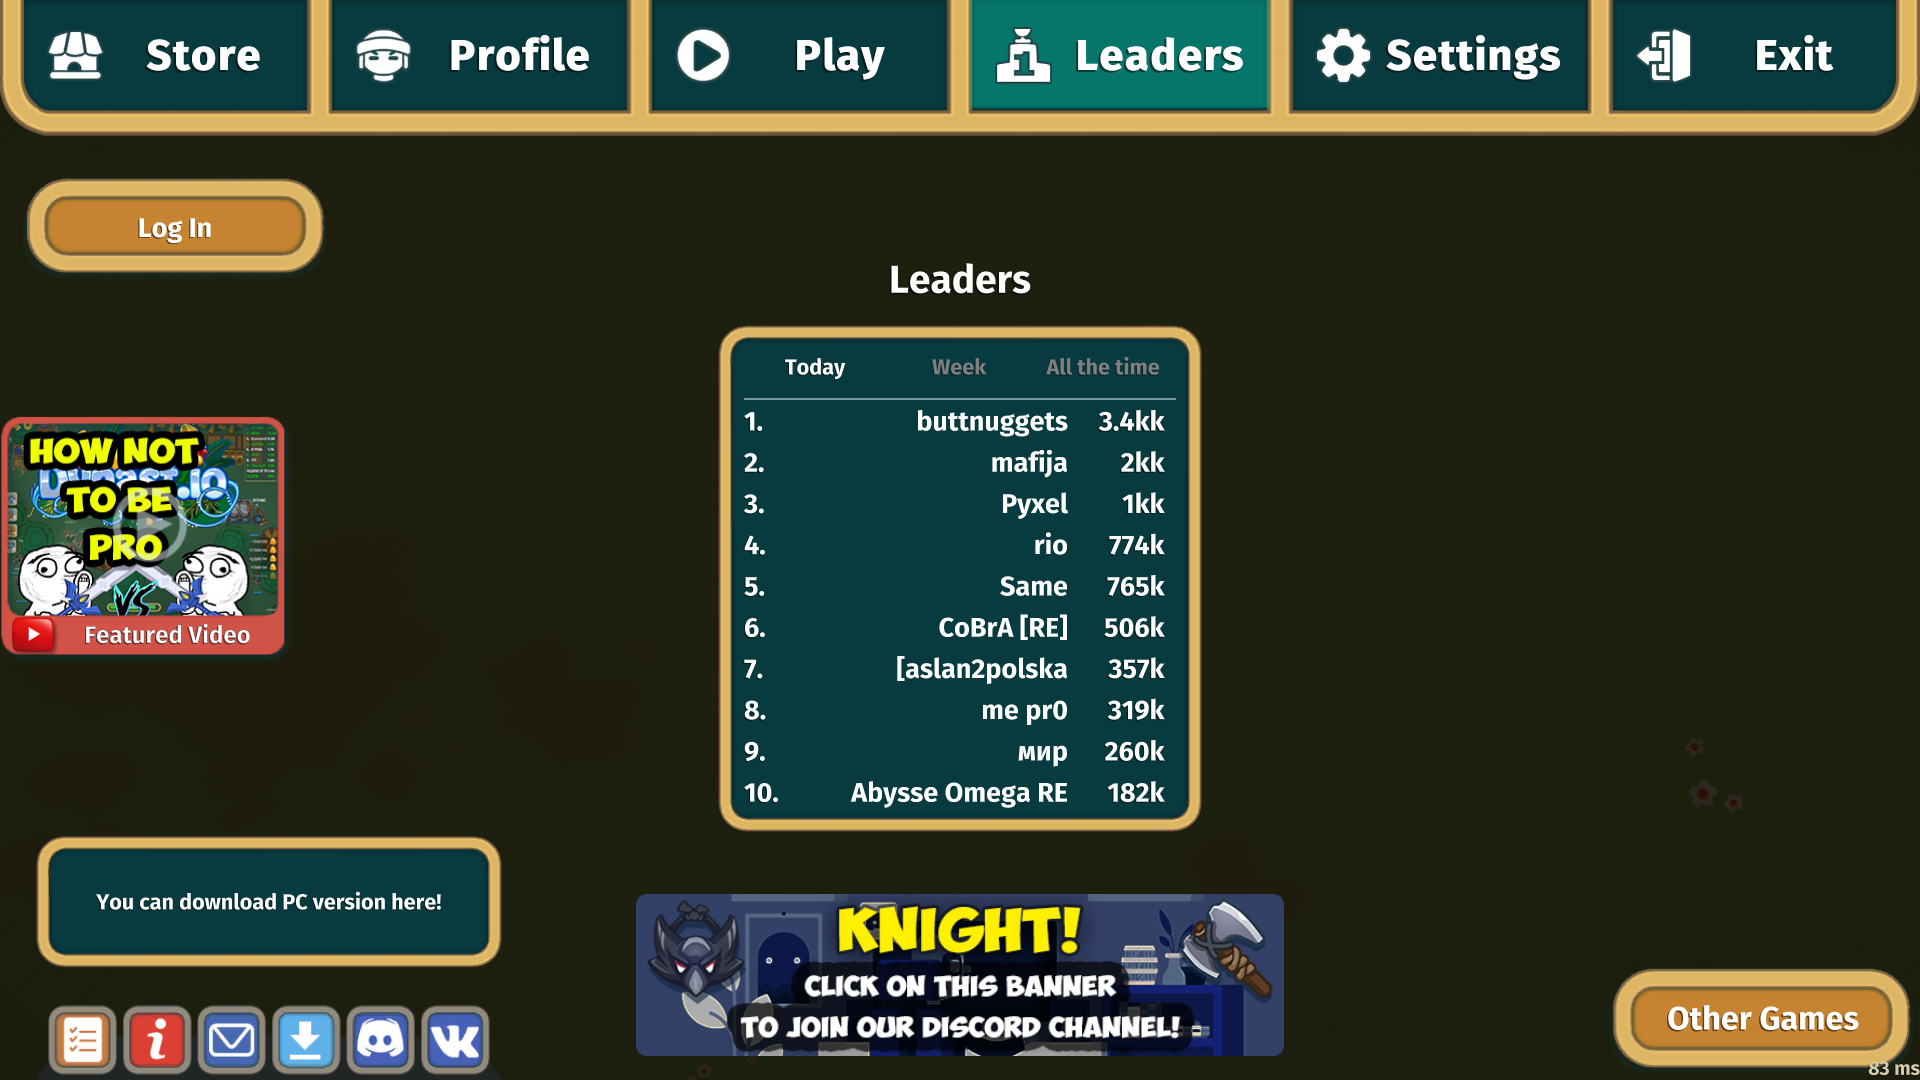 Store
Profile
Play
Leaders
Settings
Exit
Log In
Leaders
Today Week All the time
1. buttnuggets 3.4kk
2. mafija 2kk
3. Pyxel 1kk
4. rio 774k
5. Same 765k
6. CoBrA [RE] 506k
7. [aslan2polska 357k
8. me pr0 319k
9. мир 260k
10. Abysse Omega RE 182k
HOW NOT
Dynast.io
TO BE
PRO
VS
Featured Video
You can download PC version here!
KNIGHT!
CLICK ON THIS BANNER
TO JOIN OUR DISCORD CHANNEL!
Other Games
83 ms